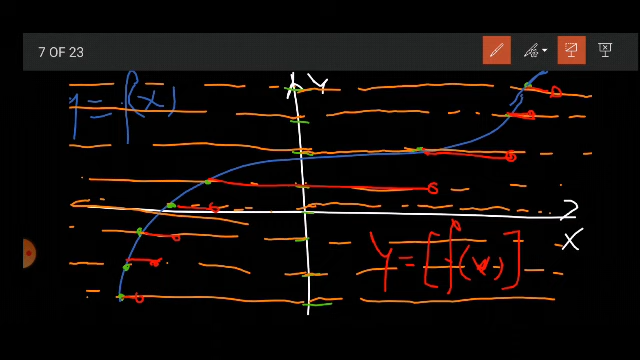 7 OF 23
Y
y = f(x)
X
y = [f(x)]